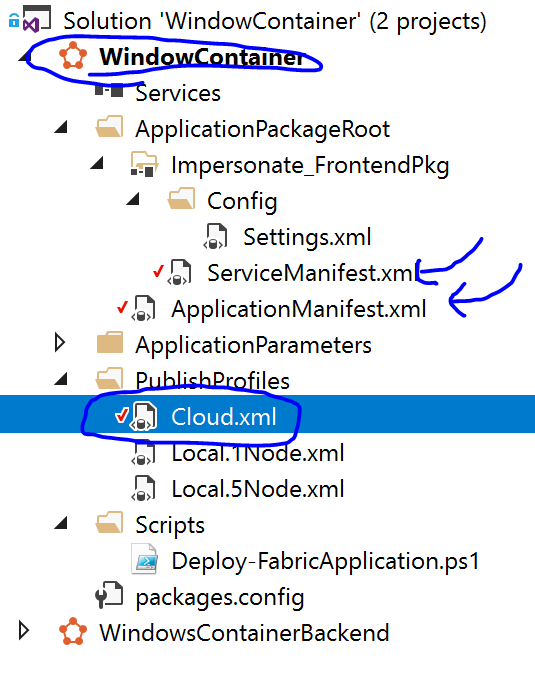 Solution 'WindowContainer' (2 projects)
WindowContainer
Services
ApplicationPackageRoot
Impersonate_FrontendPkg
Config
Settings.xml
ServiceManifest.xml
ApplicationManifest.xml
ApplicationParameters
PublishProfiles
Cloud.xml
Local.1Node.xml
Local.5Node.xml
Scripts
Deploy-FabricApplication.ps1
packages.config
WindowsContainerBackend